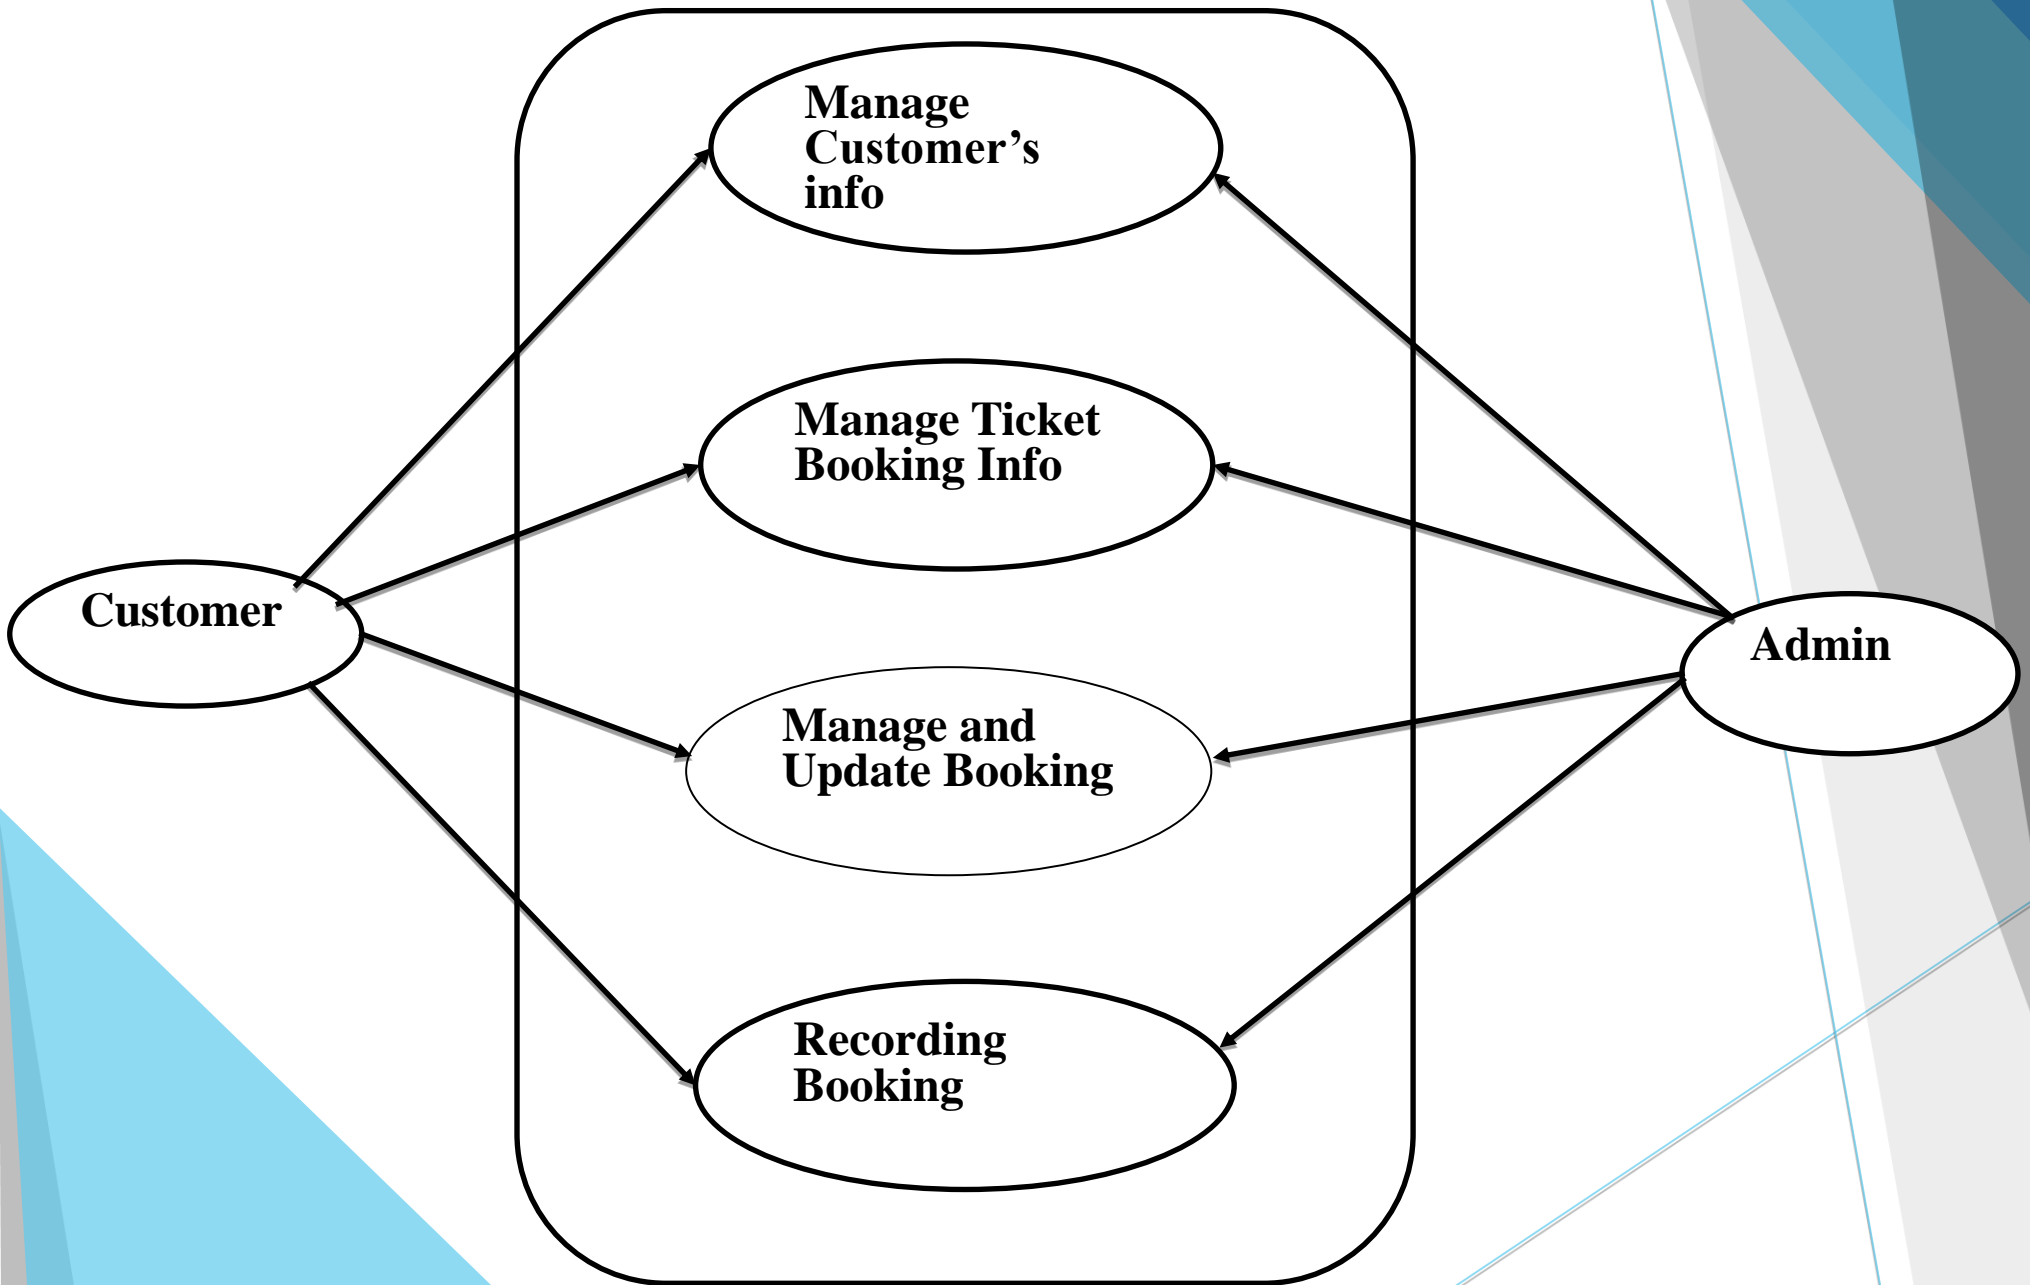 Manage
Customer’s
info
Manage Ticket
Booking Info
Customer
Admin
Manage and
Update Booking
Recording
Booking